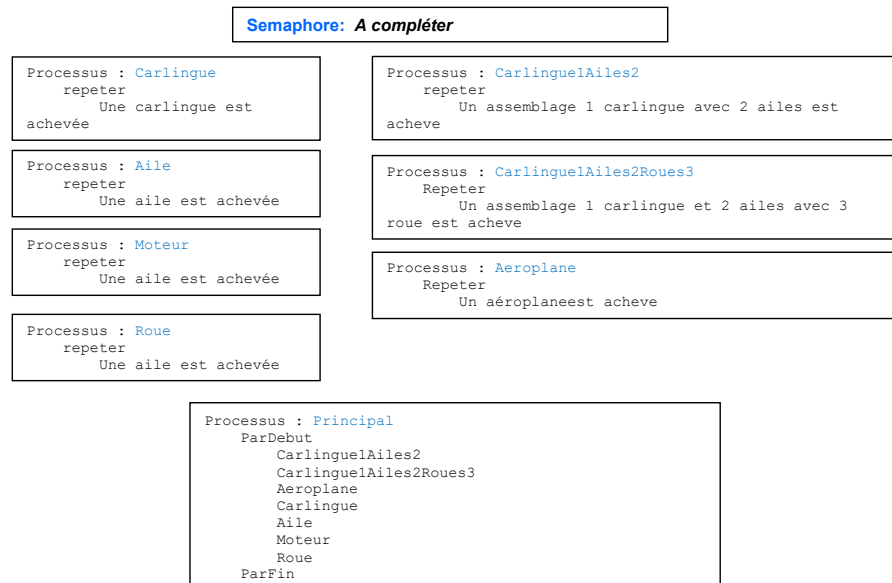 Semaphore: A compléter
Processus : Carlingue
repeter
Une carlingue est
achevée
Processus : Aile
repeter
Une aile est achevée
Processus : Moteur
repeter
Une aile est achevée
Processus : Roue
repeter
Une aile est achevée
Processus : Carlingue1Ailes2
repeter
Un assemblage 1 carlingue avec 2 ailes est
acheve
Processus : Carlingue1Ailes2Roues3
Repeter
Un assemblage 1 carlingue et 2 ailes avec 3
roue est acheve
Processus : Aeroplane
Repeter
Un aéroplaneest acheve
Processus : Principal
ParDebut
Carlingue1Ailes2
Carlingue1Ailes2Roues3
Aeroplane
Carlingue
Aile
Moteur
Roue
ParFin